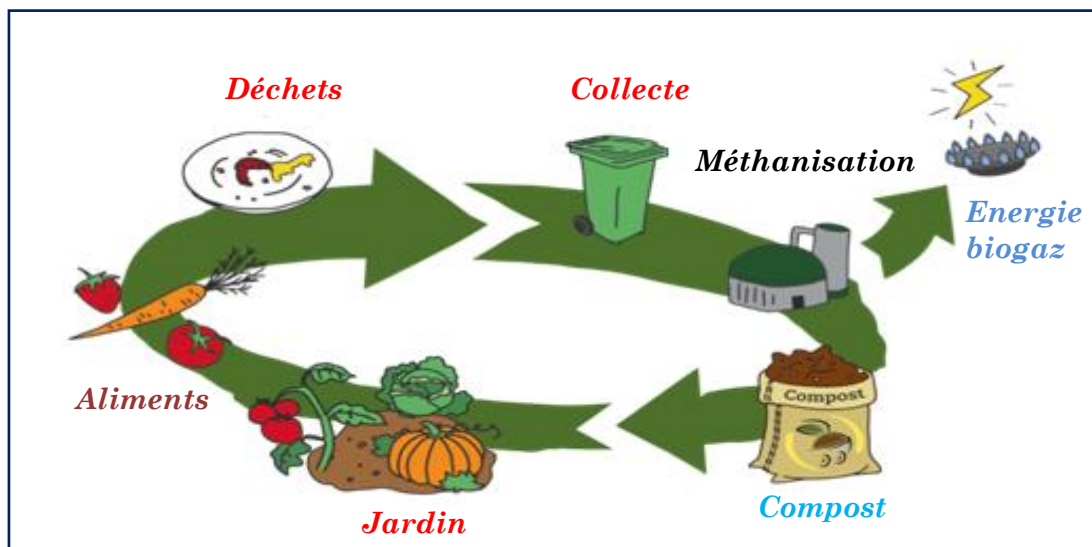 Déchets
Collecte
Méthanisation
Energie
biogaz
Aliments
Compost
Compost
Jardin